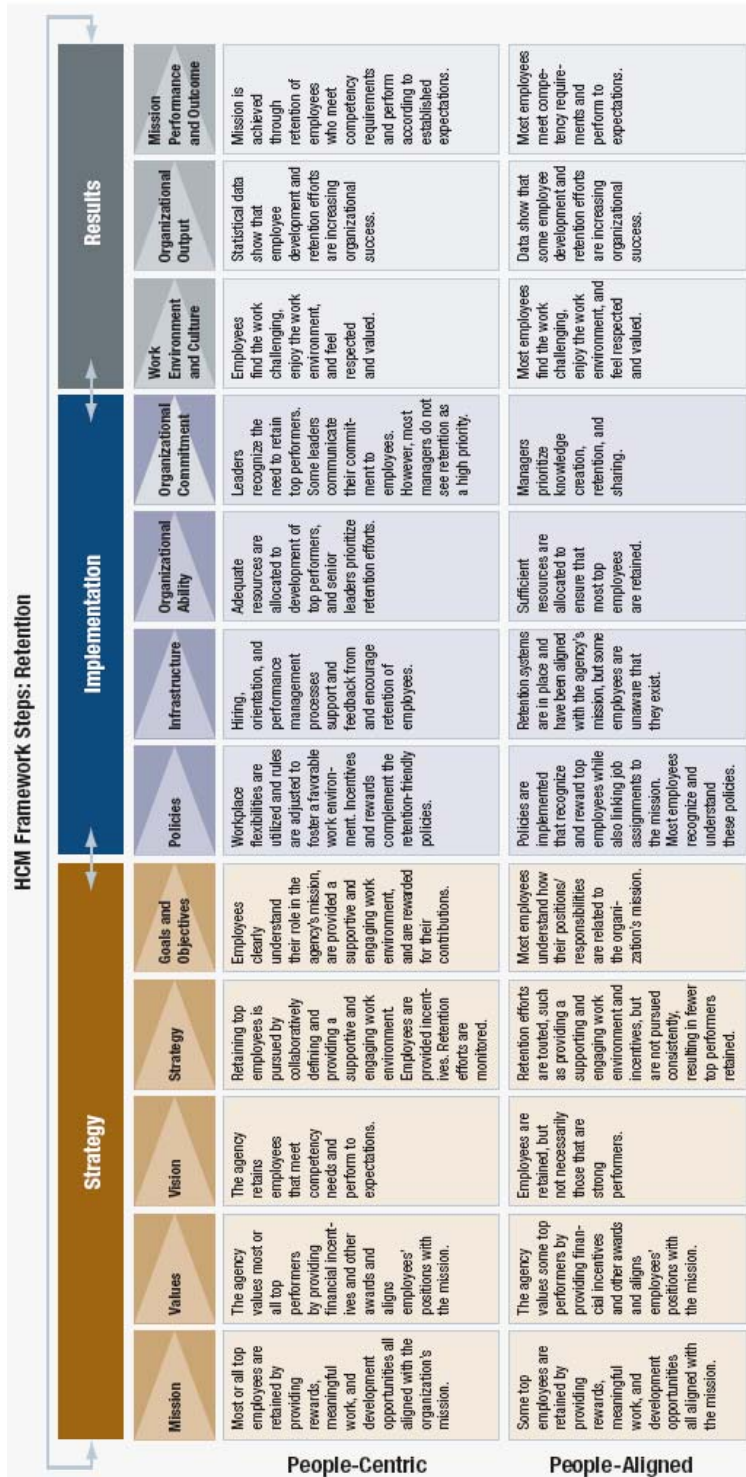 HCM Framework Steps: Retention
Strategy
Implementation
Results
Mission
Values
Vision
Strategy
Goals and
Objectives
Policies
Infrastructure
Organizational
Ability
Organizational
Commitment
Work
Environment
and Culture
Organizational
Output
Mission
Performance
and Outcome
People-Centric
Most or all top
employees are
retained by
providing
rewards,
meaningful
work, and
development
opportunities all
aligned with the
organization's
mission.
The agency
values most or
all top
performers
by providing
financial incent-
ives and other
awards and
aligns
employees'
positions with
the mission.
The agency
retains
employees
that meet
competency
needs and
perform to
expectations.
Retaining top
employees is
pursued by
collaboratively
defining and
providing a
supportive and
engaging work
environment.
Employees are
provided incent-
ives. Retention
efforts are
monitored.
Employees
clearly
understand
their role in the
agency's mission,
are provided a
supportive and
engaging work
environment,
and are rewarded
for their
contributions.
Workplace
flexibilities are
utilized and rules
are adjusted to
foster a favorable
work environ-
ment. Incentives
and rewards
complement the
retention-friendly
policies.
Hiring,
orientation, and
performance
management
processes
support and
feedback from
and encourage
retention of
employees.
Adequate
resources are
allocated to
development of
top performers,
and senior
leaders prioritize
retention efforts.
Leaders
recognize the
need to retain
top performers.
Some leaders
communicate
their commit-
ment to
employees.
However, most
managers do not
see retention as
a high priority.
Employees
find the work
challenging,
enjoy the work
environment,
and feel
respected
and valued.
Statistical data
show that
employee
development and
retention efforts
are increasing
organizational
success.
Mission is
achieved
through
retention of
employees
who meet
competency
requirements
and perform
according to
established
expectations.
People-Aligned
Some top
employees are
retained by
providing
rewards,
meaningful
work, and
development
opportunities
all aligned with
the mission.
The agency
values some top
performers by
providing finan-
cial incentives
and other awards
and aligns
employees'
positions with
the mission.
Employees are
retained, but
not necessarily
those that are
strong
performers.
Retention efforts
are touted, such
as providing a
supporting and
engaging work
environment and
incentives, but
are not pursued
consistently,
resulting in fewer
top performers
retained.
Most employees
understand how
their positions/
responsibilities
are related to
the organi-
zation's mission.
Policies are
implemented
that recognize
and reward top
employees while
also linking job
assignments to
the mission.
Most employees
recognize and
understand
these policies.
Retention systems
are in place and
have been aligned
with the agency's
mission, but some
employees are
unaware that
they exist.
Sufficient
resources are
allocated to
ensure that
most top
employees
are retained.
Managers
prioritize
knowledge
creation,
retention, and
sharing.
Most employees
find the work
challenging,
enjoy the work
environment, and
feel respected
and valued.
Data show that
some employee
development and
retention efforts
are increasing
organizational
success.
Most employees
meet compe-
tency require-
ments and
perform to
expectations.